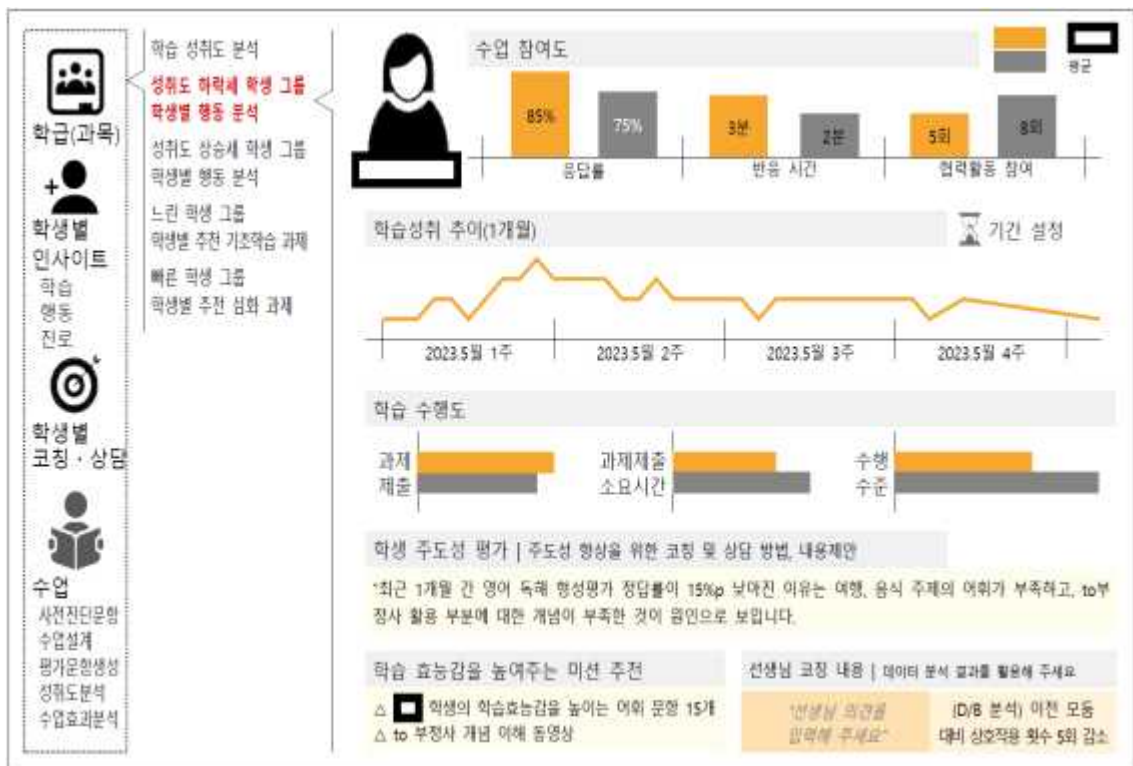 학급(과목)
학생별
인사이트
학습
행동
진로
학생별
코칭 · 상담
수업
사전진단문항
수업설계
평가문항생성
성취도분석
수업효과분석
학습 성취도 분석
성취도 하락세 학생 그룹
학생별 행동 분석
성취도 상승세 학생 그룹
학생별 행동 분석
느린 학생 그룹
학생별 추천 기초학습 과제
빠른 학생 그룹
학생별 추천 심화 과제
수업 참여도
평균
85%
75%
3분
2분
5회
8회
응답률
반응 시간
협력활동 참여
학습성취 추이(1개월)
기간 설정
2023.5월 1주
2023.5월 2주
2023.5월 3주
2023.5월 4주
학습 수행도
과제
제출
과제제출
소요시간
수행
수준
학생 주도성 평가 | 주도성 향상을 위한 코칭 및 상담 방법, 내용제안
"최근 1개월 간 영어 독해 형성평가 정답률이 15%p 낮아진 이유는 여행, 음식 주제의 어휘가 부족하고, to부
정사 활용 부분에 대한 개념이 부족한 것이 원인으로 보입니다.
학습 효능감을 높여주는 미션 추천
△ 학생의 학습효능감을 높이는 어휘 문항 15개
△ to 부정사 개념 이해 동영상
선생님 코칭 내용 | 데이터 분석 결과를 활용해 주세요
"선생님 의견을
입력해 주세요"
(D/B 분석) 이전 모둠
대비 상호작용 횟수 5회 감소